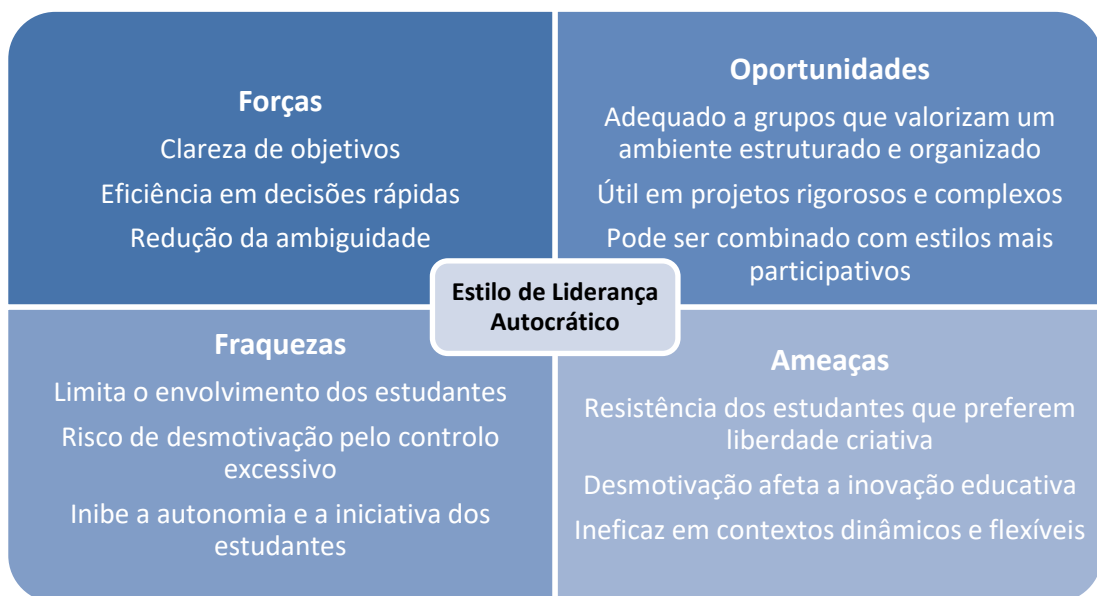 Forças
Clareza de objetivos
Eficiência em decisões rápidas
Redução da ambiguidade
Oportunidades
Adequado a grupos que valorizam um
ambiente estruturado e organizado
Útil em projetos rigorosos e complexos
Pode ser combinado com estilos mais
participativos
Estilo de Liderança
Autocrático
Fraquezas
Limita o envolvimento dos estudantes
Risco de desmotivação pelo controlo
excessivo
Inibe a autonomia e a iniciativa dos
estudantes
Ameaças
Resistência dos estudantes que preferem
liberdade criativa
Desmotivação afeta a inovação educativa
Ineficaz em contextos dinâmicos e flexíveis